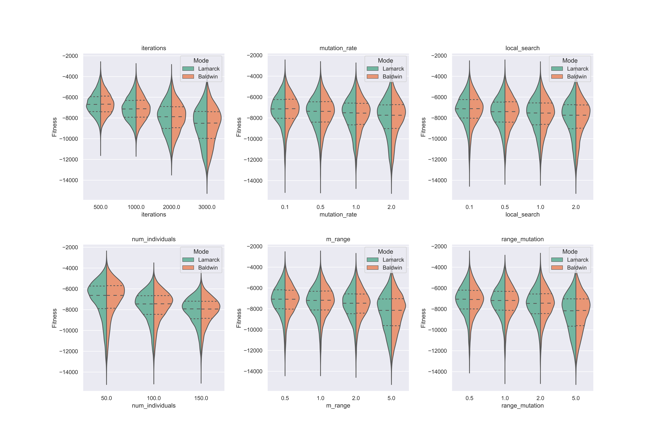 iterations
Mode
Lamarck
Baldwin
−2000
−4000
−6000
−8000
−10000
−12000
−14000
Fitness
500.0 1000.0 2000.0 3000.0
iterations
mutation_rate
Mode
Lamarck
Baldwin
−2000
−4000
−6000
−8000
−10000
−12000
−14000
Fitness
0.1 0.5 1.0 2.0
mutation_rate
local_search
Mode
Lamarck
Baldwin
−2000
−4000
−6000
−8000
−10000
−12000
−14000
Fitness
0.1 0.5 1.0 2.0
local_search
num_individuals
Mode
Lamarck
Baldwin
−2000
−4000
−6000
−8000
−10000
−12000
−14000
Fitness
50.0 100.0 150.0
num_individuals
m_range
Mode
Lamarck
Baldwin
−2000
−4000
−6000
−8000
−10000
−12000
−14000
Fitness
0.5 1.0 2.0 5.0
m_range
range_mutation
Mode
Lamarck
Baldwin
−2000
−4000
−6000
−8000
−10000
−12000
−14000
Fitness
0.5 1.0 2.0 5.0
range_mutation